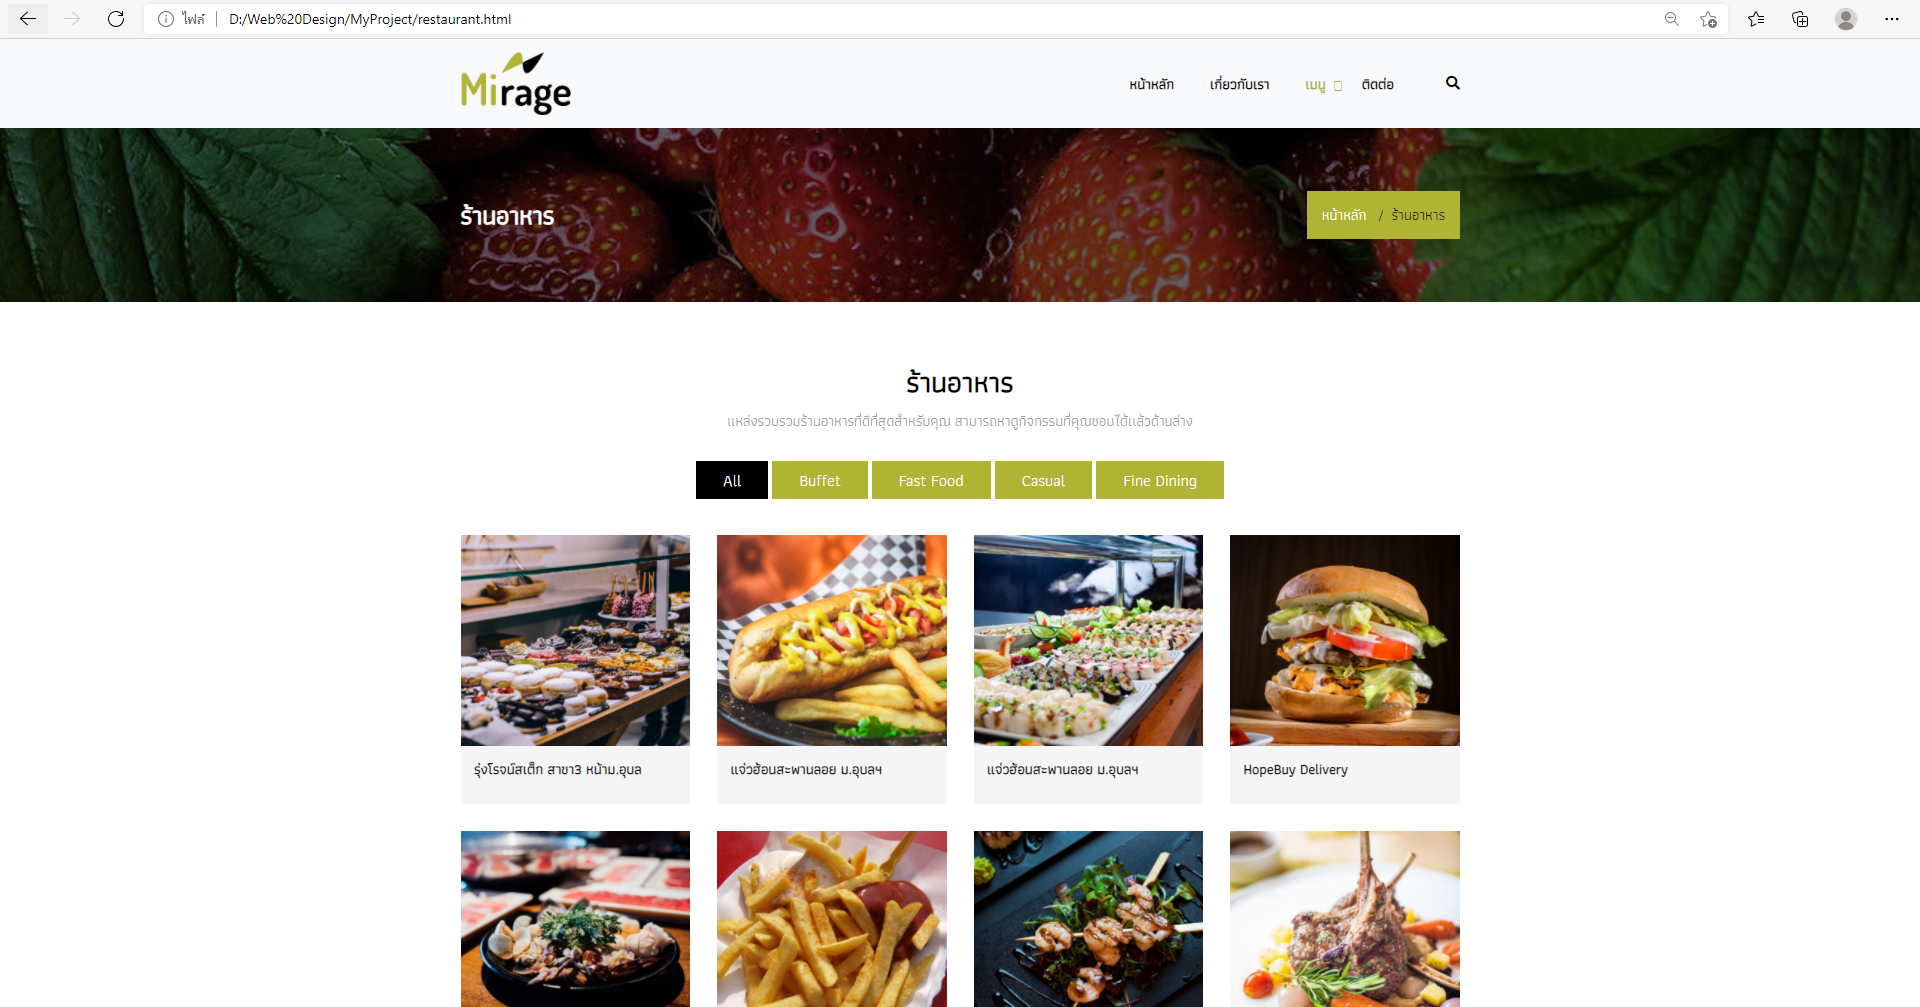 ไฟล์ D:/Web%20Design/MyProject/restaurant.html
Mirage
หน้าหลัก เกี่ยวกับเรา เมนู ติดต่อ
ร้านอาหาร
หน้าหลัก / ร้านอาหาร
ร้านอาหาร
แหล่งรวบรวมร้านอาหารที่ดีที่สุดสำหรับคุณ สามารถหาดูกิจกรรมที่คุณชอบได้แล้วด้านล่าง
All Buffet Fast Food Casual Fine Dining
รุ่งโรจน์สเต็ก สาขา3 หน้าม.อุบล
แจ่วฮ้อนสะพานลอย ม.อุบลฯ
แจ่วฮ้อนสะพานลอย ม.อุบลฯ
HopeBuy Delivery